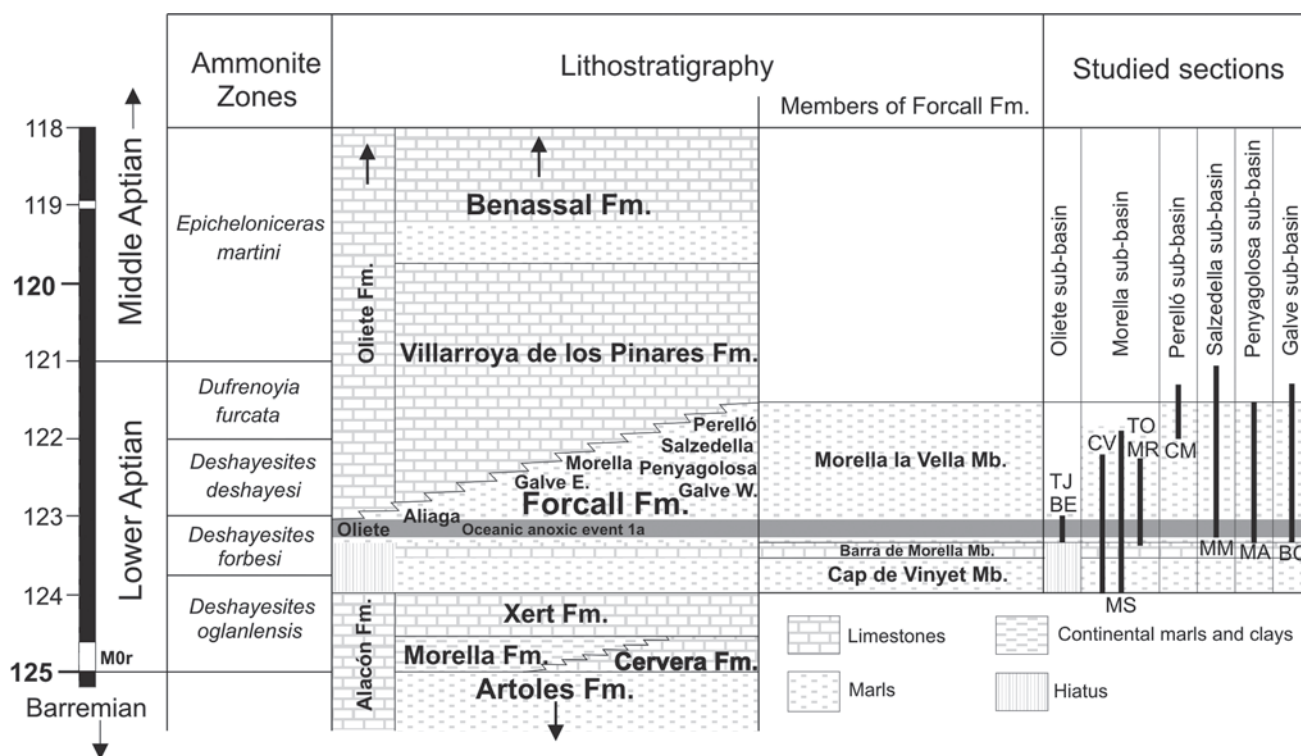 Ammonite
Zones
Lithostratigraphy
Members of Forcall Fm.
Studied sections
118
119
120
121
122
123
124
125
Middle Aptian
Lower Aptian
M0r
Barremian
Epicheloniceras
martini
Dufrenoyia
furcata
Deshayesites
deshayesi
Deshayesites
forbesi
Deshayesites
oglanlensis
Oliete Fm.
Oliete
Alacón Fm.
Benassal Fm.
Villarroya de los Pinares Fm.
Perelló
Salzedella
Morella
Penyagolosa
Galve E.
Galve W.
Forcall Fm.
Aliaga
Oceanic anoxic event 1a
Xert Fm.
Morella Fm.
Cervera Fm.
Artoles Fm.
Morella la Vella Mb.
Barra de Morella Mb.
Cap de Vinyet Mb.
Oliete sub-basin
Morella sub-basin
Perelló sub-basin
Salzedella sub-basin
Penyagolosa sub-basin
Galve sub-basin
TJ
BE
CV
TO
MR
CM
MM
MA
MS
Limestones
Continental marls and clays
Marls
Hiatus